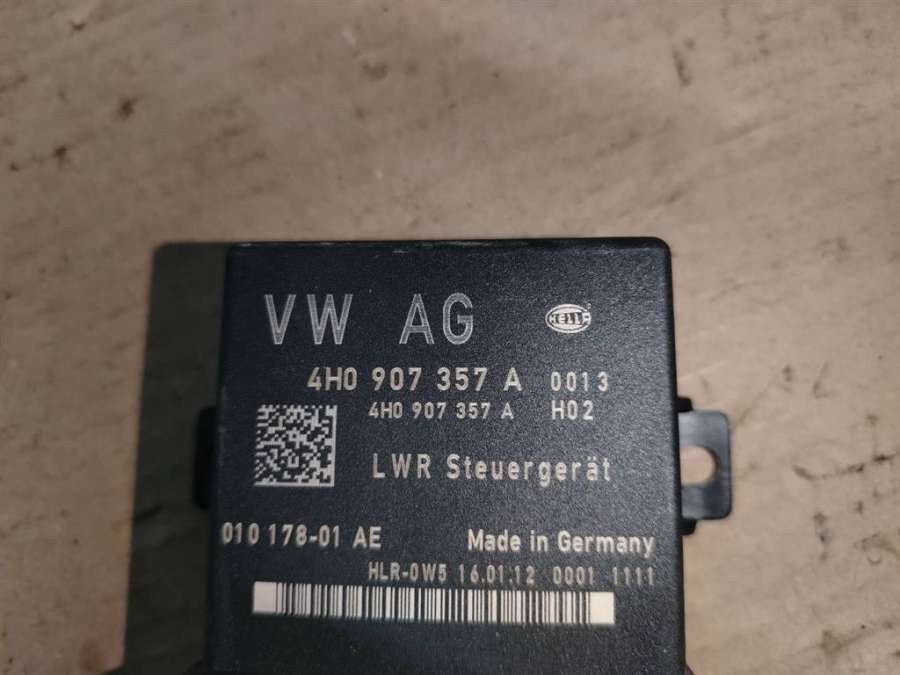 VW AG HELLA
4H0 907 357 A 0013
4H0 907 357 A H02
LWR Steuergerät
010 178-01 AE Made in Germany
HLR-0W5 16.01.12 0001 1111